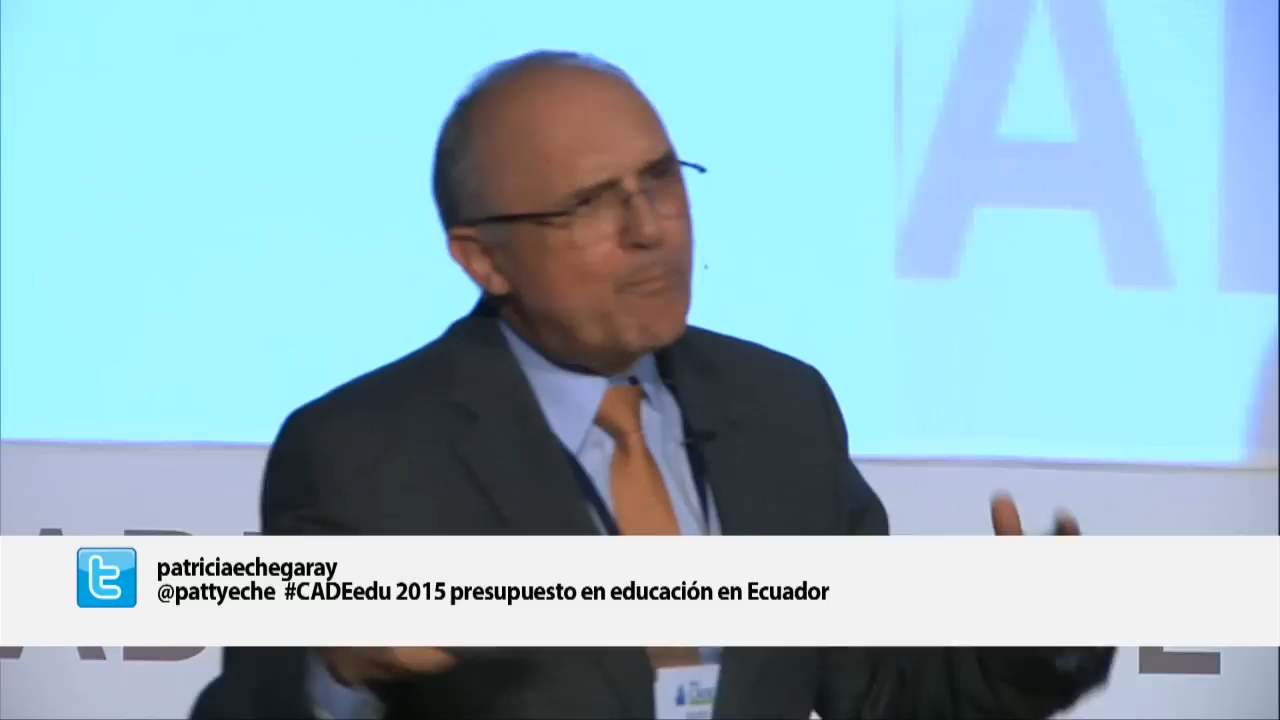 A
patriciaechegaray
@pattyeche #CADEedu 2015 presupuesto en educación en Ecuador